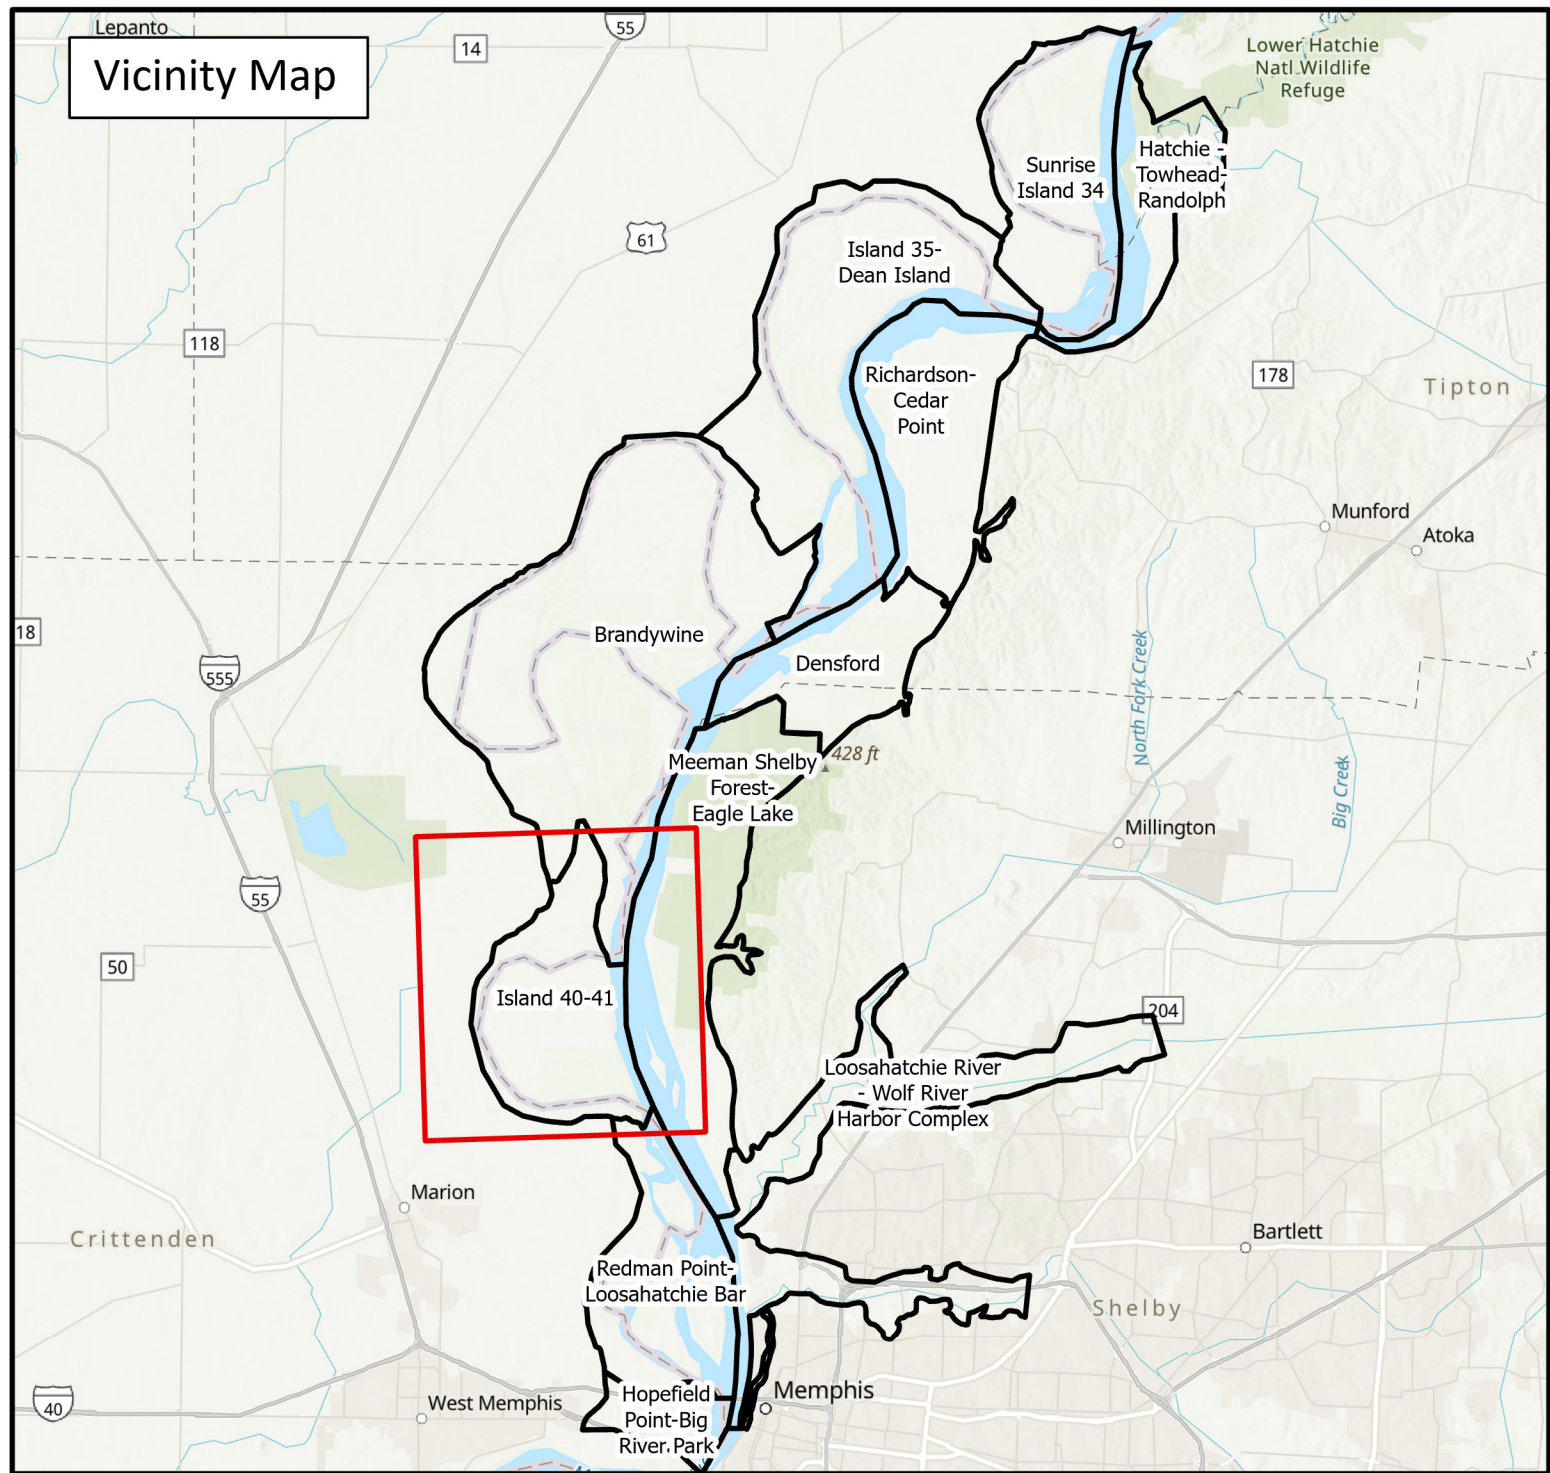 Lepanto
55
14
Vicinity Map
Lower Hatchie
Natl Wildlife
Refuge
Hatchie -
Towhead-
Randolph
Sunrise
Island 34
61
Island 35-
Dean Island
118
178
Tipton
Richardson-
Cedar
Point
Munford
Atoka
18
Brandywine
Densford
555
North Fork Creek
428 ft
Meeman Shelby
Forest-
Eagle Lake
Big Creek
Millington
55
50
Island 40-41
204
Loosahatchie River
- Wolf River
Harbor Complex
Marion
Crittenden
Bartlett
Redman Point-
Loosahatchie Bar
Shelby
Hopefield
Point-Big
River Park
Memphis
West Memphis
40